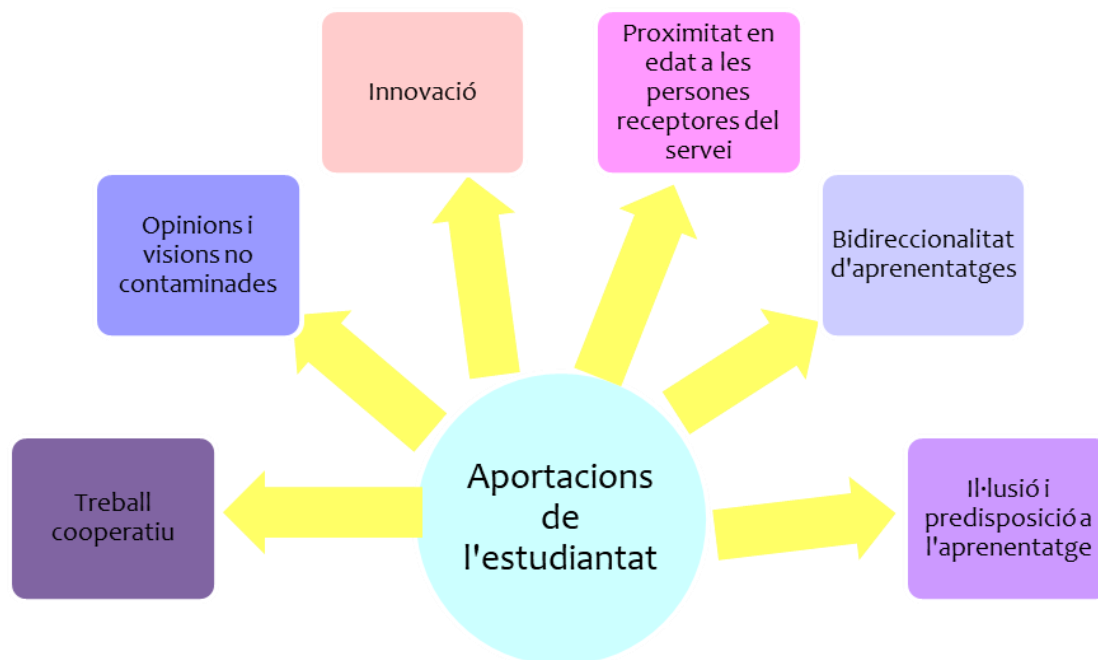 Innovació
Proximitat en
edat a les
persones
receptores del
servei
Opinions i
visions no
contaminades
Bidireccionalitat
d'aprenentatges
Treball
cooperatiu
Aportacions
de
l'estudiantat
Il·lusió i
predisposició a
l'aprenentatge